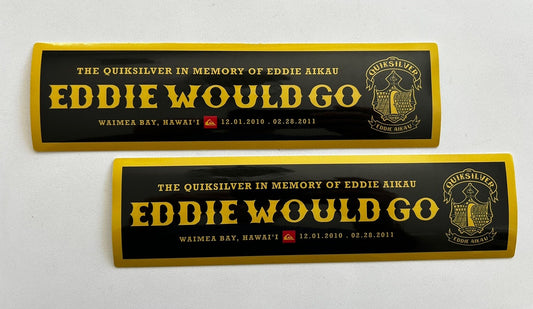 THE QUIKSILVER IN MEMORY OF EDDIE AIKAU
EDDIE WOULD GO
WAIMEA BAY, HAWAI'I 12.01.2010 . 02.28.2011
QUIKSILVER
EDDIE AIKAU
THE QUIKSILVER IN MEMORY OF EDDIE AIKAU
EDDIE WOULD GO
WAIMEA BAY, HAWAI'I 12.01.2010 . 02.28.2011
QUIKSILVER
EDDIE AIKAU